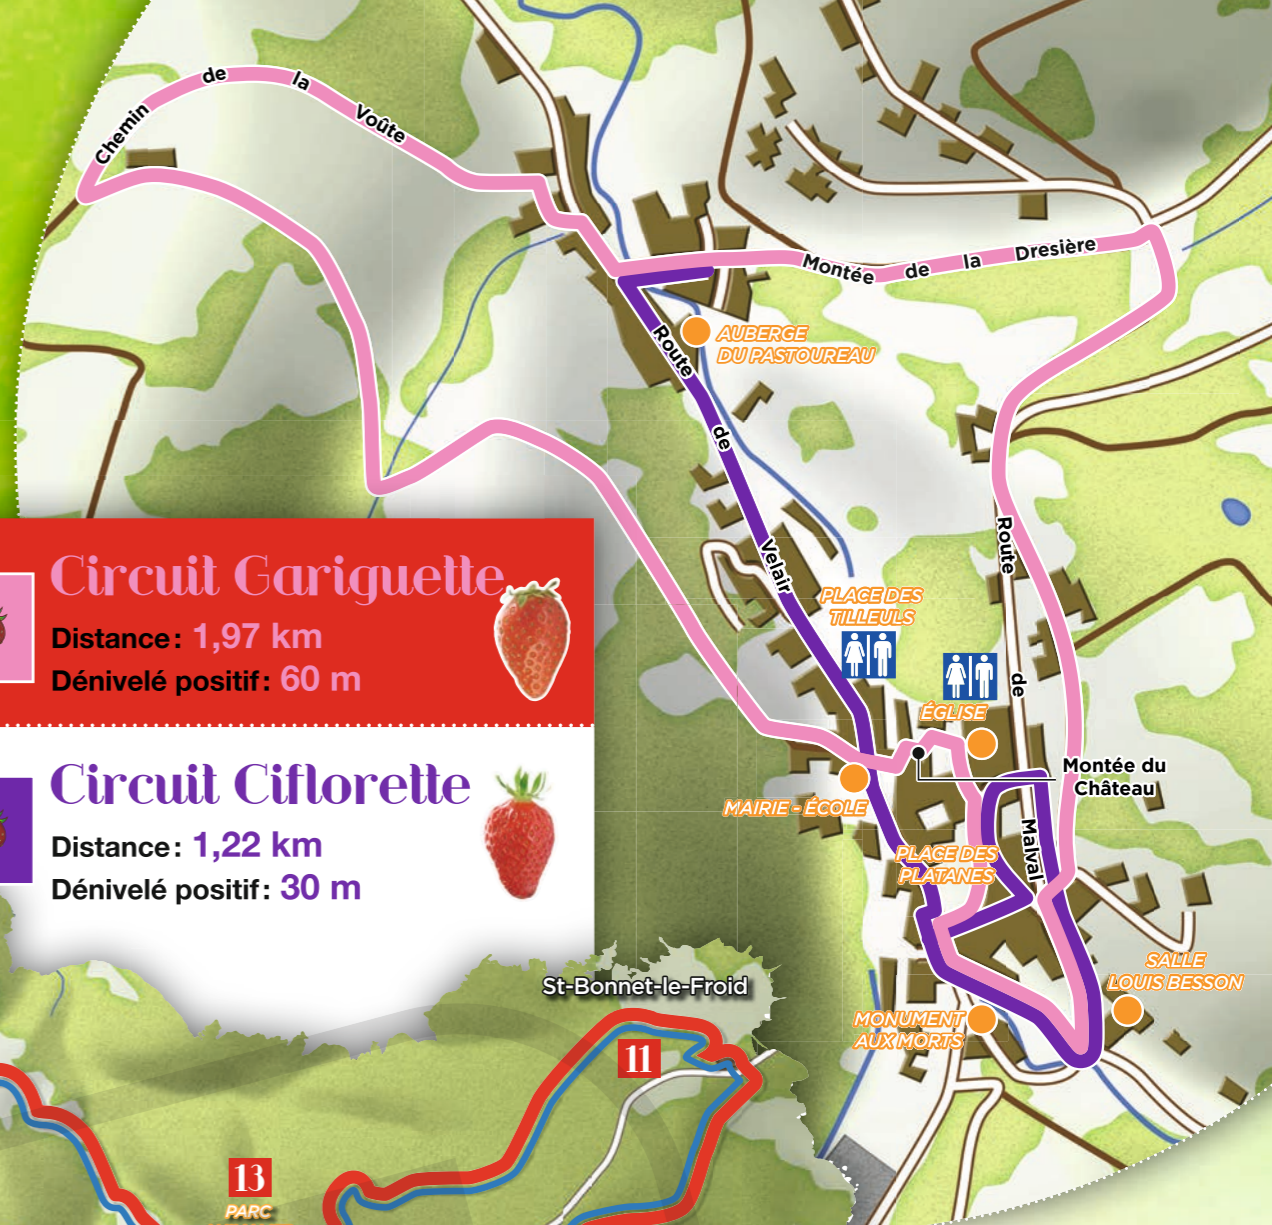 Chemin de la Voûte
Montée de la Dresière
AUBERGE
DU PASTOUREAU
Route de Velair
Route de Malval
PLACE DES
TILLEULS
ÉGLISE
Montée du
Château
MAIRIE - ÉCOLE
PLACE DES
PLATANES
SALLE
LOUIS BESSON
MONUMENT
AUX MORTS
Circuit Gariguette
Distance : 1,97 km
Dénivelé positif : 60 m
Circuit Ciflorette
Distance : 1,22 km
Dénivelé positif : 30 m
St-Bonnet-le-Froid
11
13
PARC